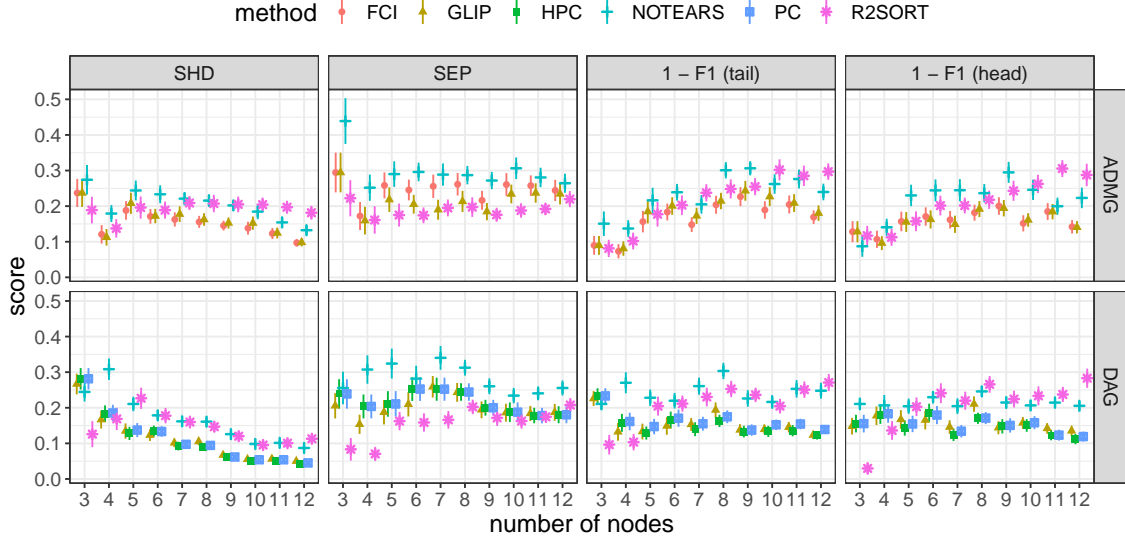 method FCI GLIP HPC NOTEARS PC R2SORT
SHD SEP 1 − F1 (tail) 1 − F1 (head)
score
0.5
0.4
0.3
0.2
0.1
0.0
ADMG
0.5
0.4
0.3
0.2
0.1
0.0
DAG
3 4 5 6 7 8 9 10 11 12 3 4 5 6 7 8 9 10 11 12 3 4 5 6 7 8 9 10 11 12 3 4 5 6 7 8 9 10 11 12
number of nodes